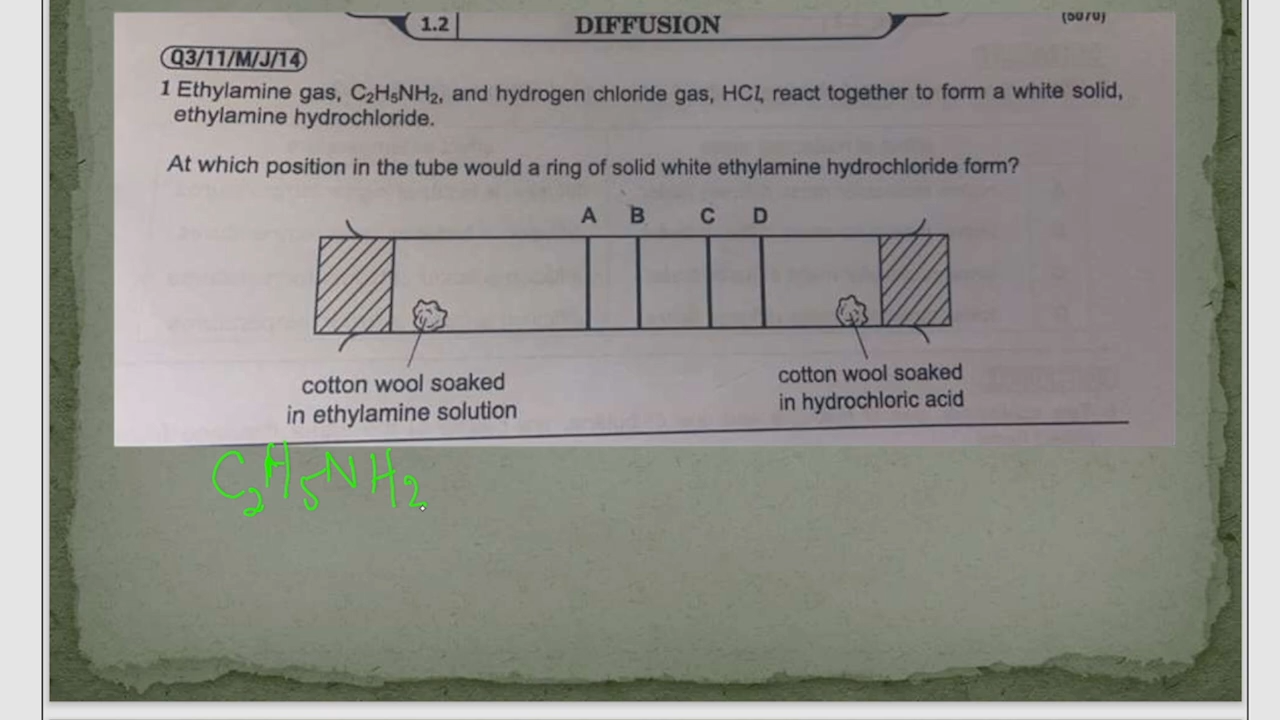 1.2 DIFFUSION (5070)
Q3/11/M/J/14
1 Ethylamine gas, C₂H₅NH₂, and hydrogen chloride gas, HCl, react together to form a white solid,
ethylamine hydrochloride.
At which position in the tube would a ring of solid white ethylamine hydrochloride form?
A B C D
cotton wool soaked
in ethylamine solution
cotton wool soaked
in hydrochloric acid
C₂H₅NH₂